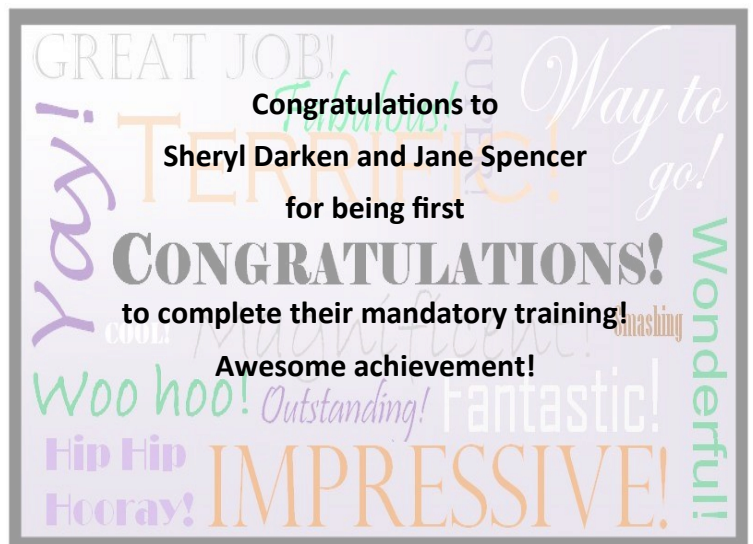 GREAT JOB!
SUPER!
Way to
go!
Fabulous!
Congratulations to
TERRIFIC!
Sheryl Darken and Jane Spencer
Yay!
for being first
CONGRATULATIONS!
Wonderful!
to complete their mandatory training!
COOL!
Magnificent!
Smashing
Awesome achievement!
Woo hoo!
Outstanding!
Fantastic!
Hip Hip
Hooray!
IMPRESSIVE!